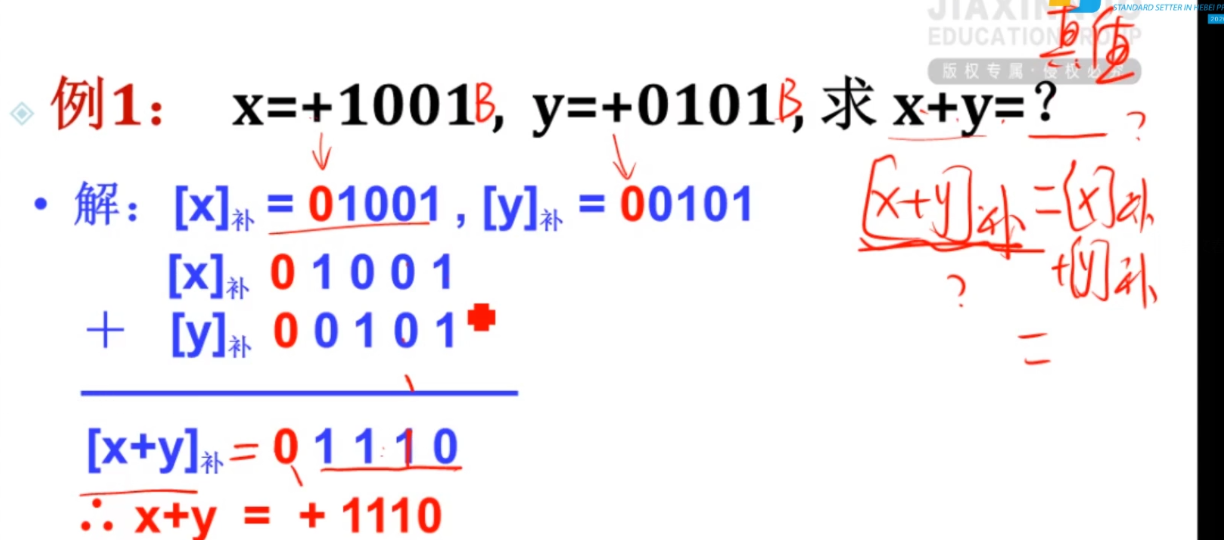 STANDARD SETTER IN HEBEI PR
EDUCATION GROUP
版权专属·侵权必究
真值
例1： x=+1001B, y=+0101B, 求 x+y=？
?
解：[x]补 = 01001 , [y]补 = 00101
[x+y]补 = [x]补
+[y]补
?
=
[x]补 0 1 0 0 1
＋ [y]补 0 0 1 0 1
[x+y]补 = 0 1 1 1 0
∴ x+y = + 1110